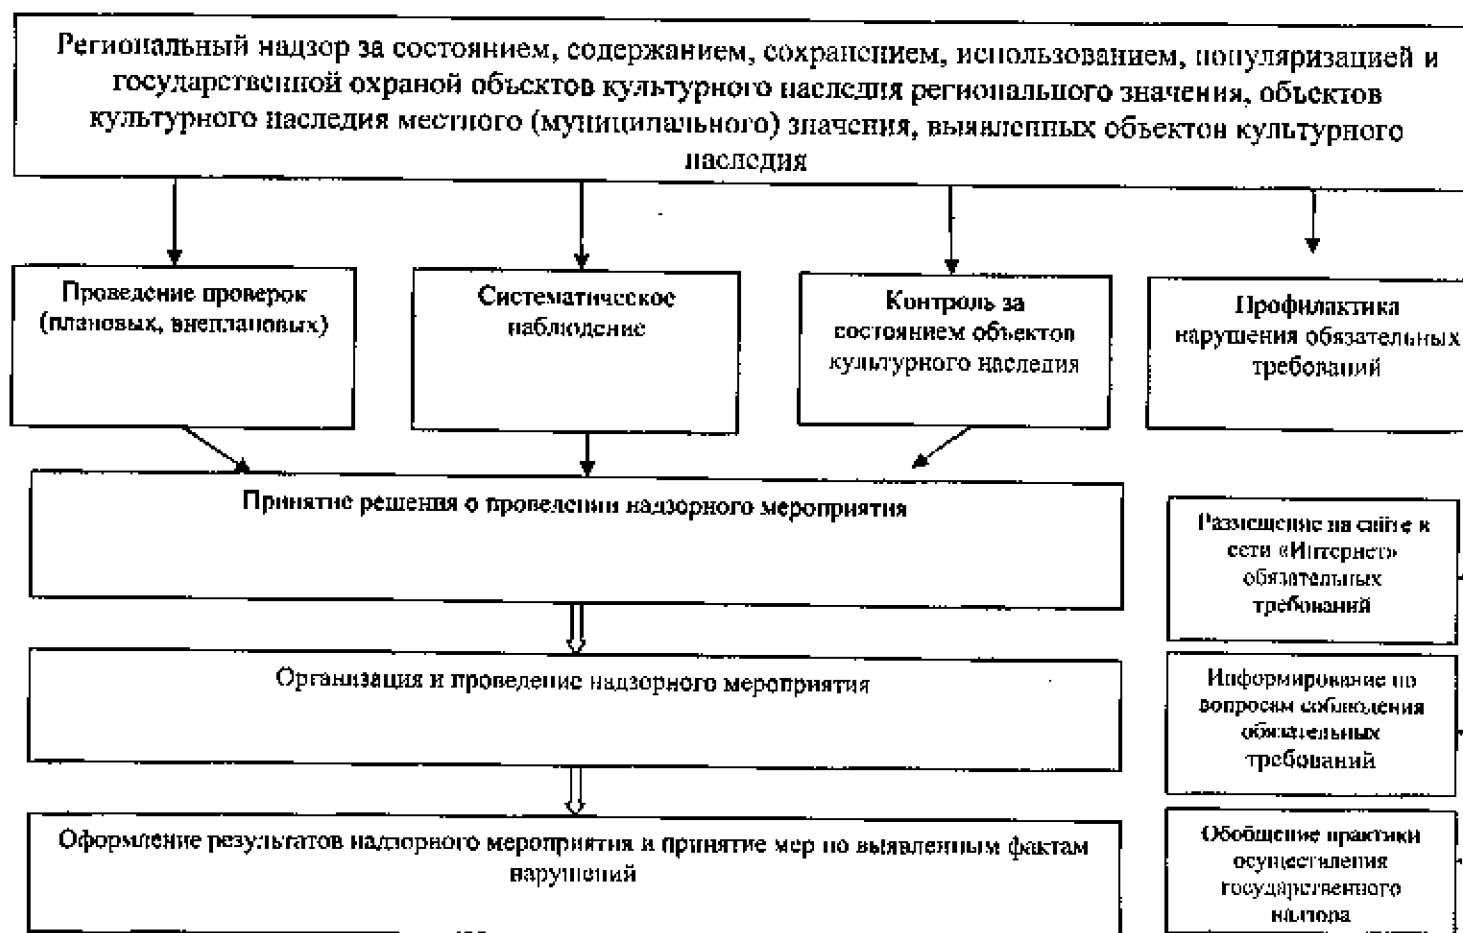 Региональный надзор за состоянием, содержанием, сохранением, использованием, популяризацией и
государственной охраной объектов культурного наследия регионального значения, объектов
культурного наследия местного (муниципального) значения, выявленных объектов культурного
наследия
Проведение проверок
(плановых, внеплановых)
Систематическое
наблюдение
Контроль за
состоянием объектов
культурного наследия
Профилактика
нарушения обязательных
требований
Принятие решения о проведении надзорного мероприятия
Организация и проведение надзорного мероприятия
Оформление результатов надзорного мероприятия и принятие мер по выявленным фактам
нарушений
Размещение на сайте в
сети «Интернет»
обязательных
требований
Информирование по
вопросам соблюдения
обязательных
требований
Обобщение практики
осуществления
государственного
надзора